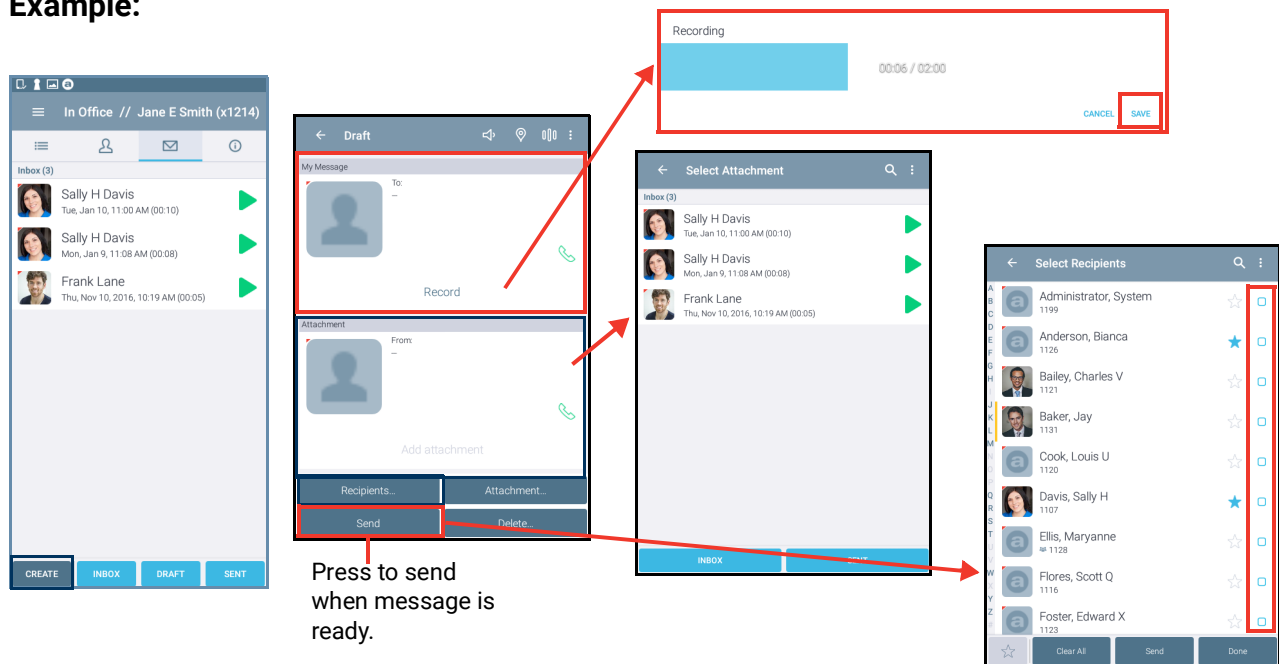 Example:
In Office // Jane E Smith (x1214)
Inbox (3)
Sally H Davis
Tue, Jan 10, 11:00 AM (00:10)
Sally H Davis
Mon, Jan 9, 11:08 AM (00:08)
Frank Lane
Thu, Nov 10, 2016, 10:19 AM (00:05)
CREATE
INBOX
DRAFT
SENT
Draft
My Message
To:
--
Record
Attachment
From:
--
Add attachment
Recipients...
Attachment...
Send
Delete...
Press to send
when message is
ready.
Recording
00:06 / 02:00
CANCEL
SAVE
Select Attachment
Inbox (3)
Sally H Davis
Tue, Jan 10, 11:00 AM (00:10)
Sally H Davis
Mon, Jan 9, 11:08 AM (00:08)
Frank Lane
Thu, Nov 10, 2016, 10:19 AM (00:05)
INBOX
Select Recipients
A
B
C
D
E
F
G
H
J
K
L
M
Q
R
S
T
W
Y
Z
Administrator, System
1199
Anderson, Bianca
1126
Bailey, Charles V
1121
Baker, Jay
1131
Cook, Louis U
1120
Davis, Sally H
1107
Ellis, Maryanne
1128
Flores, Scott Q
1116
Foster, Edward X
1123
Clear All
Send
Done